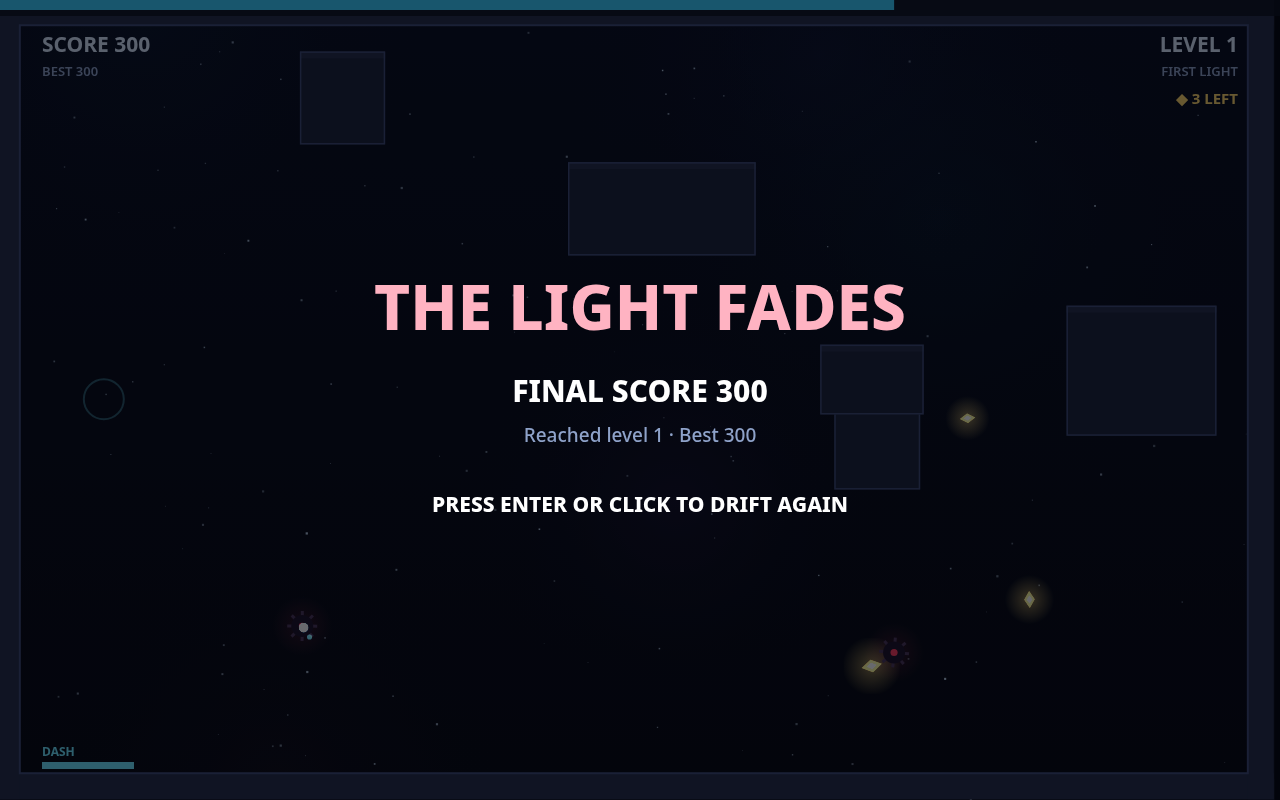 SCORE 300
BEST 300
LEVEL 1
FIRST LIGHT
◆ 3 LEFT
THE LIGHT FADES
FINAL SCORE 300
Reached level 1 · Best 300
PRESS ENTER OR CLICK TO DRIFT AGAIN
DASH